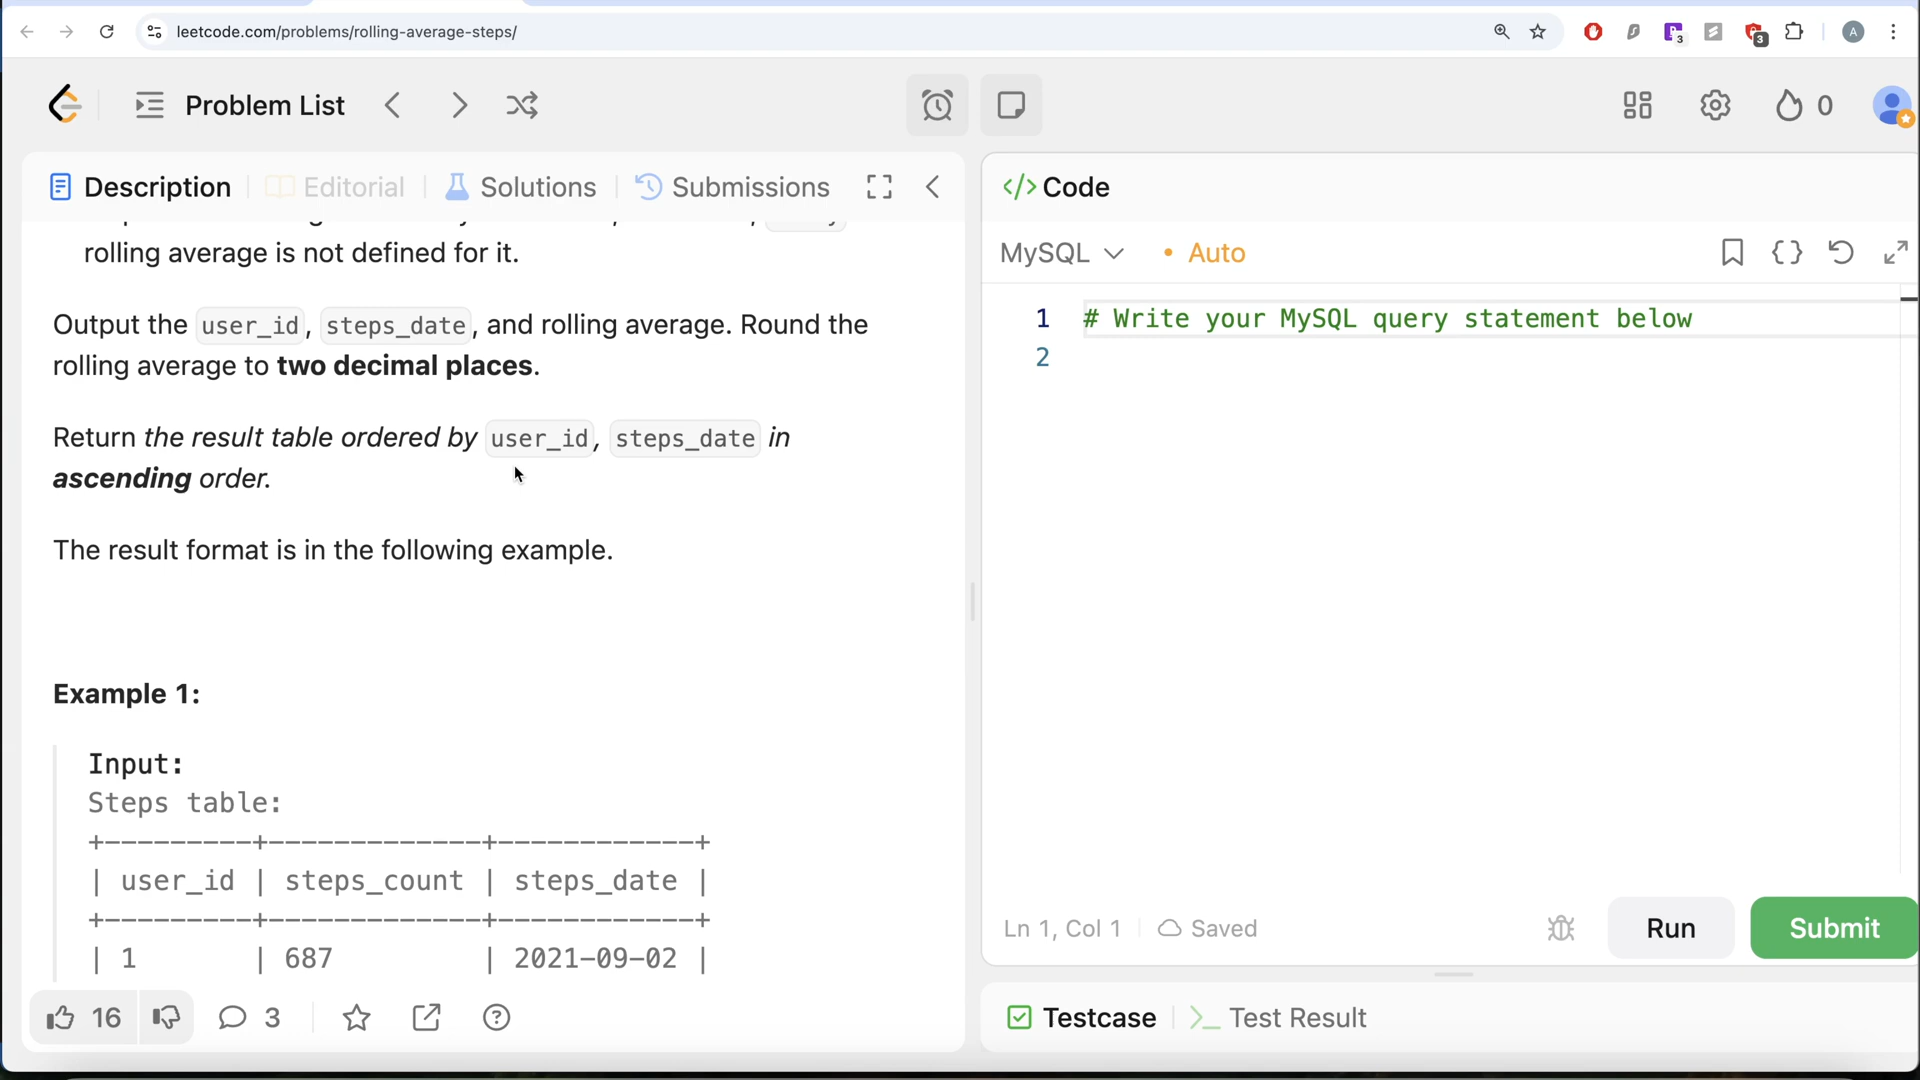 leetcode.com/problems/rolling-average-steps/
3
3
A
Problem List
0
Description
Editorial
Solutions
Submissions
rolling average is not defined for it.
Output the user_id, steps_date, and rolling average. Round the
rolling average to two decimal places.
Return the result table ordered by user_id, steps_date in
ascending order.
The result format is in the following example.
Example 1:
Input:
Steps table:
+---------+-------------+------------+
| user_id | steps_count | steps_date |
+---------+-------------+------------+
| 1 | 687 | 2021-09-02 |
16
3
</> Code
MySQL
• Auto
1 # Write your MySQL query statement below
2
Ln 1, Col 1
Saved
Run
Submit
Testcase
Test Result